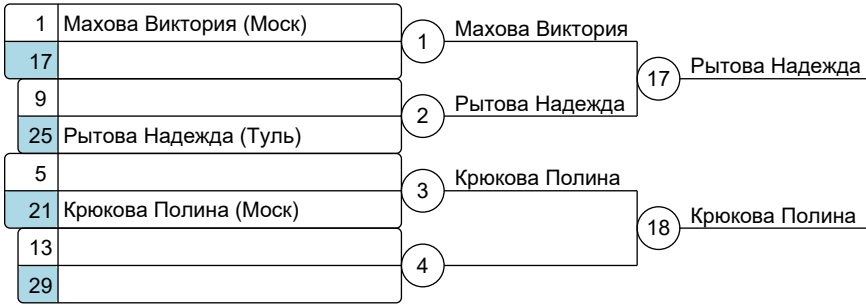 1 Махова Виктория (Моск)
17
1 Махова Виктория
9
25 Рытова Надежда (Туль)
2 Рытова Надежда
17 Рытова Надежда
5
21 Крюкова Полина (Моск)
3 Крюкова Полина
13
29
4
18 Крюкова Полина